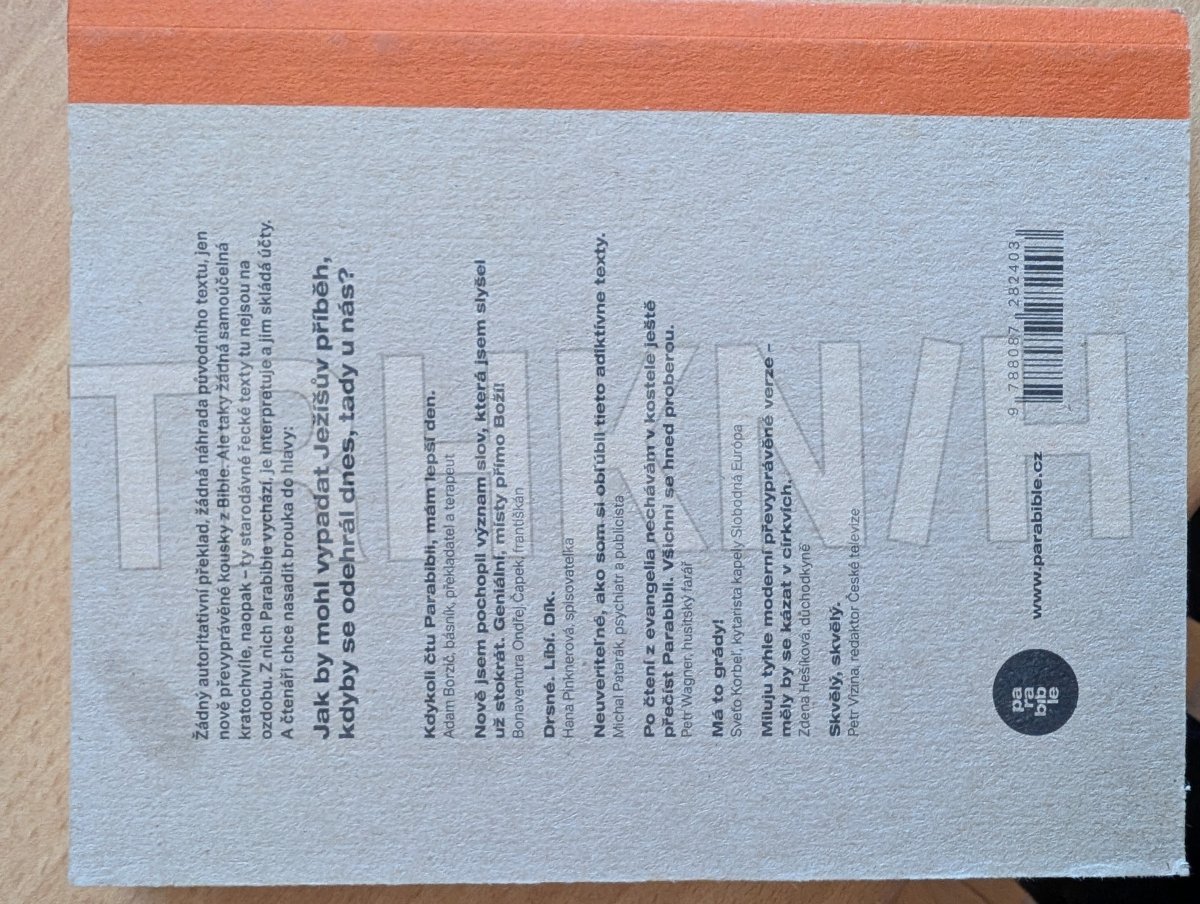 Žádný autoritativní překlad, žádná náhrada původního textu, jen
nově převyprávěné kousky z Bible. Ale taky žádná samoúčelná
kratochvíle, naopak – ty starodávné řecké texty tu nejsou na
ozdobu. Z nich Parabible vychází, je interpretuje a jim skládá účty.
A čtenáři chce nasadit brouka do hlavy:
Jak by mohl vypadat Ježíšův příběh,
kdyby se odehrál dnes, tady u nás?
Kdykoli čtu Parabibli, mám lepší den.
Adam Borzič, básník, překladatel a terapeut
Nově jsem pochopil význam slov, která jsem slyšel
už stokrát. Geniální, místy přímo Boží!
Bonaventura Ondřej Čapek, františkán
Drsné. Líbí. Dík.
Hana Pinknerová, spisovatelka
Neuveriteľné, ako som si obľúbil tieto adiktívne texty.
Michal Patarák, psychiatr a publicista
Po čtení z evangelia nechávám v kostele ještě
přečíst Parabibli. Všichni se hned proberou.
Petr Wagner, husitský farář
Má to grády!
Sveto Korbeľ, kytarista kapely Slobodná Európa
Miluju tyhle moderní převyprávěné verze –
měly by se kázat v církvích.
Zdena Hešíková, důchodkyně
Skvělý, skvělý.
Petr Vizina, redaktor České televize
pa
ra
bib
le
www.parabible.cz
9 788087 282403
TRHKNI/H